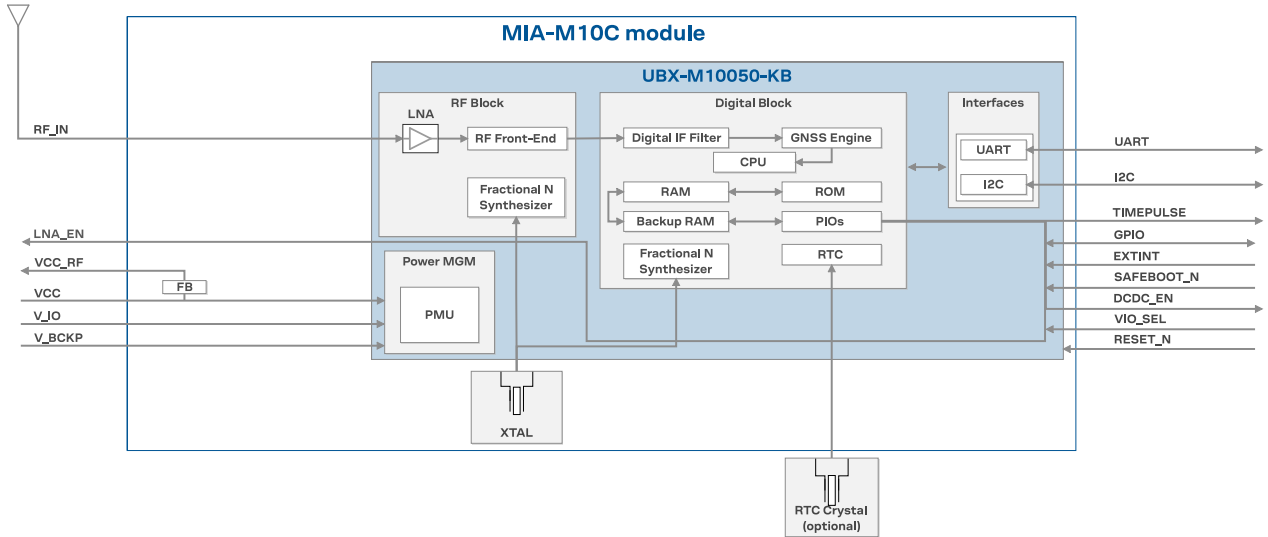 MIA-M10C module
UBX-M10050-KB
RF Block
Digital Block
Interfaces
LNA
RF_IN
RF Front-End
Digital IF Filter
GNSS Engine
UART
UART
CPU
I2C
I2C
Fractional N
Synthesizer
RAM
ROM
Backup RAM
PIOs
TIMEPULSE
LNA_EN
GPIO
Power MGM
Fractional N
Synthesizer
RTC
EXTINT
VCC_RF
FB
SAFEBOOT_N
VCC
DCDC_EN
PMU
V_IO
VIO_SEL
V_BCKP
RESET_N
XTAL
RTC Crystal
(optional)